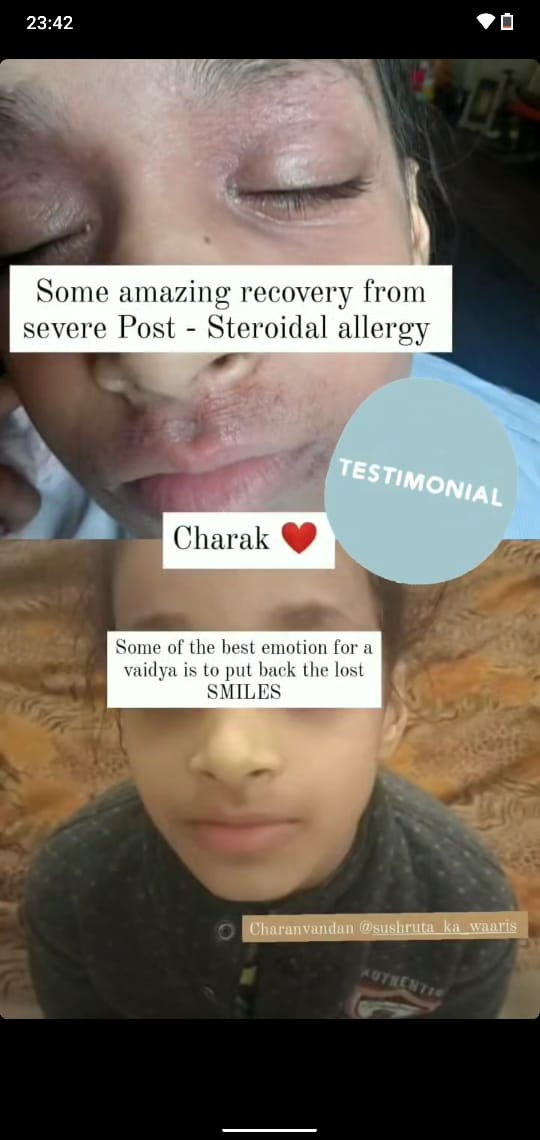 23:42
Some amazing recovery from
severe Post - Steroidal allergy
TESTIMONIAL
Charak ❤️
Some of the best emotion for a
vaidya is to put back the lost
SMILES
Charanvandan @sushruta_ka_waaris
AUTHENTIC